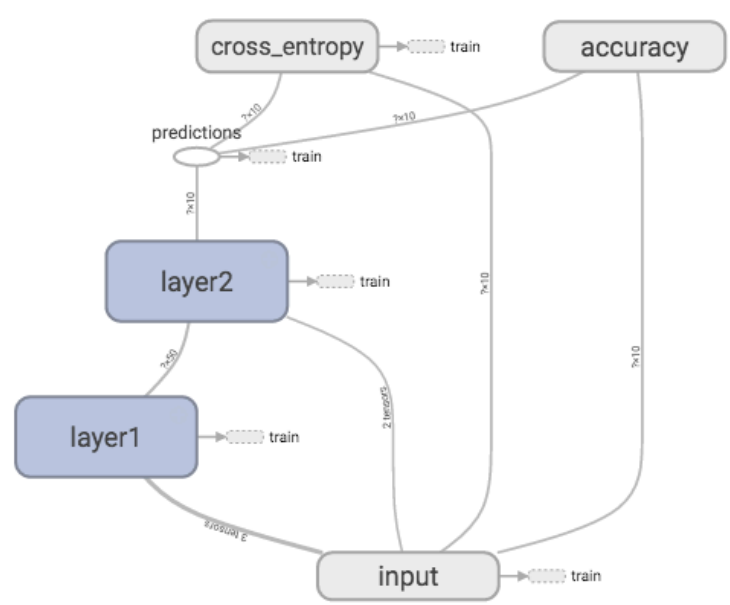 cross_entropy
train
accuracy
?×10
?×10
predictions
train
?×10
layer2
train
?×10
?×50
?×10
2 tensors
layer1
train
3 tensors
input
train